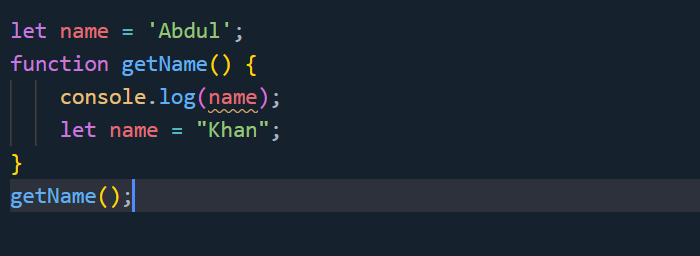 let name = 'Abdul';
function getName() {
    console.log(name);
    let name = "Khan";
}
getName();